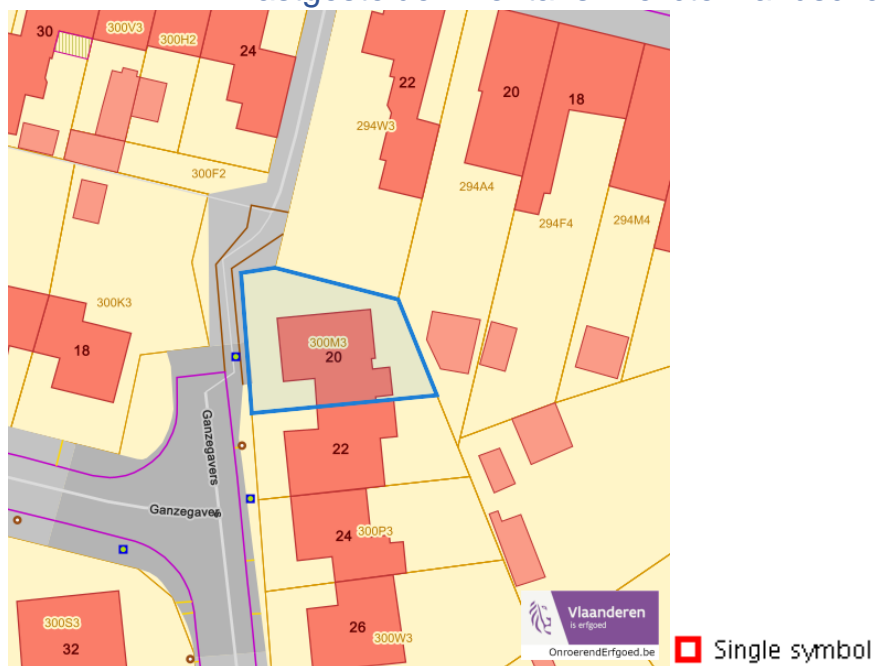 30
300V3
300H2
24
22
20
18
294W3
300F2
294A4
294F4
294M4
300K3
18
300M3
20
Ganzegavers
22
Ganzegaves
24 300P3
26 300W3
300S3
32
Vlaanderen
is erfgoed
OnroerendErfgoed.be
Single symbol